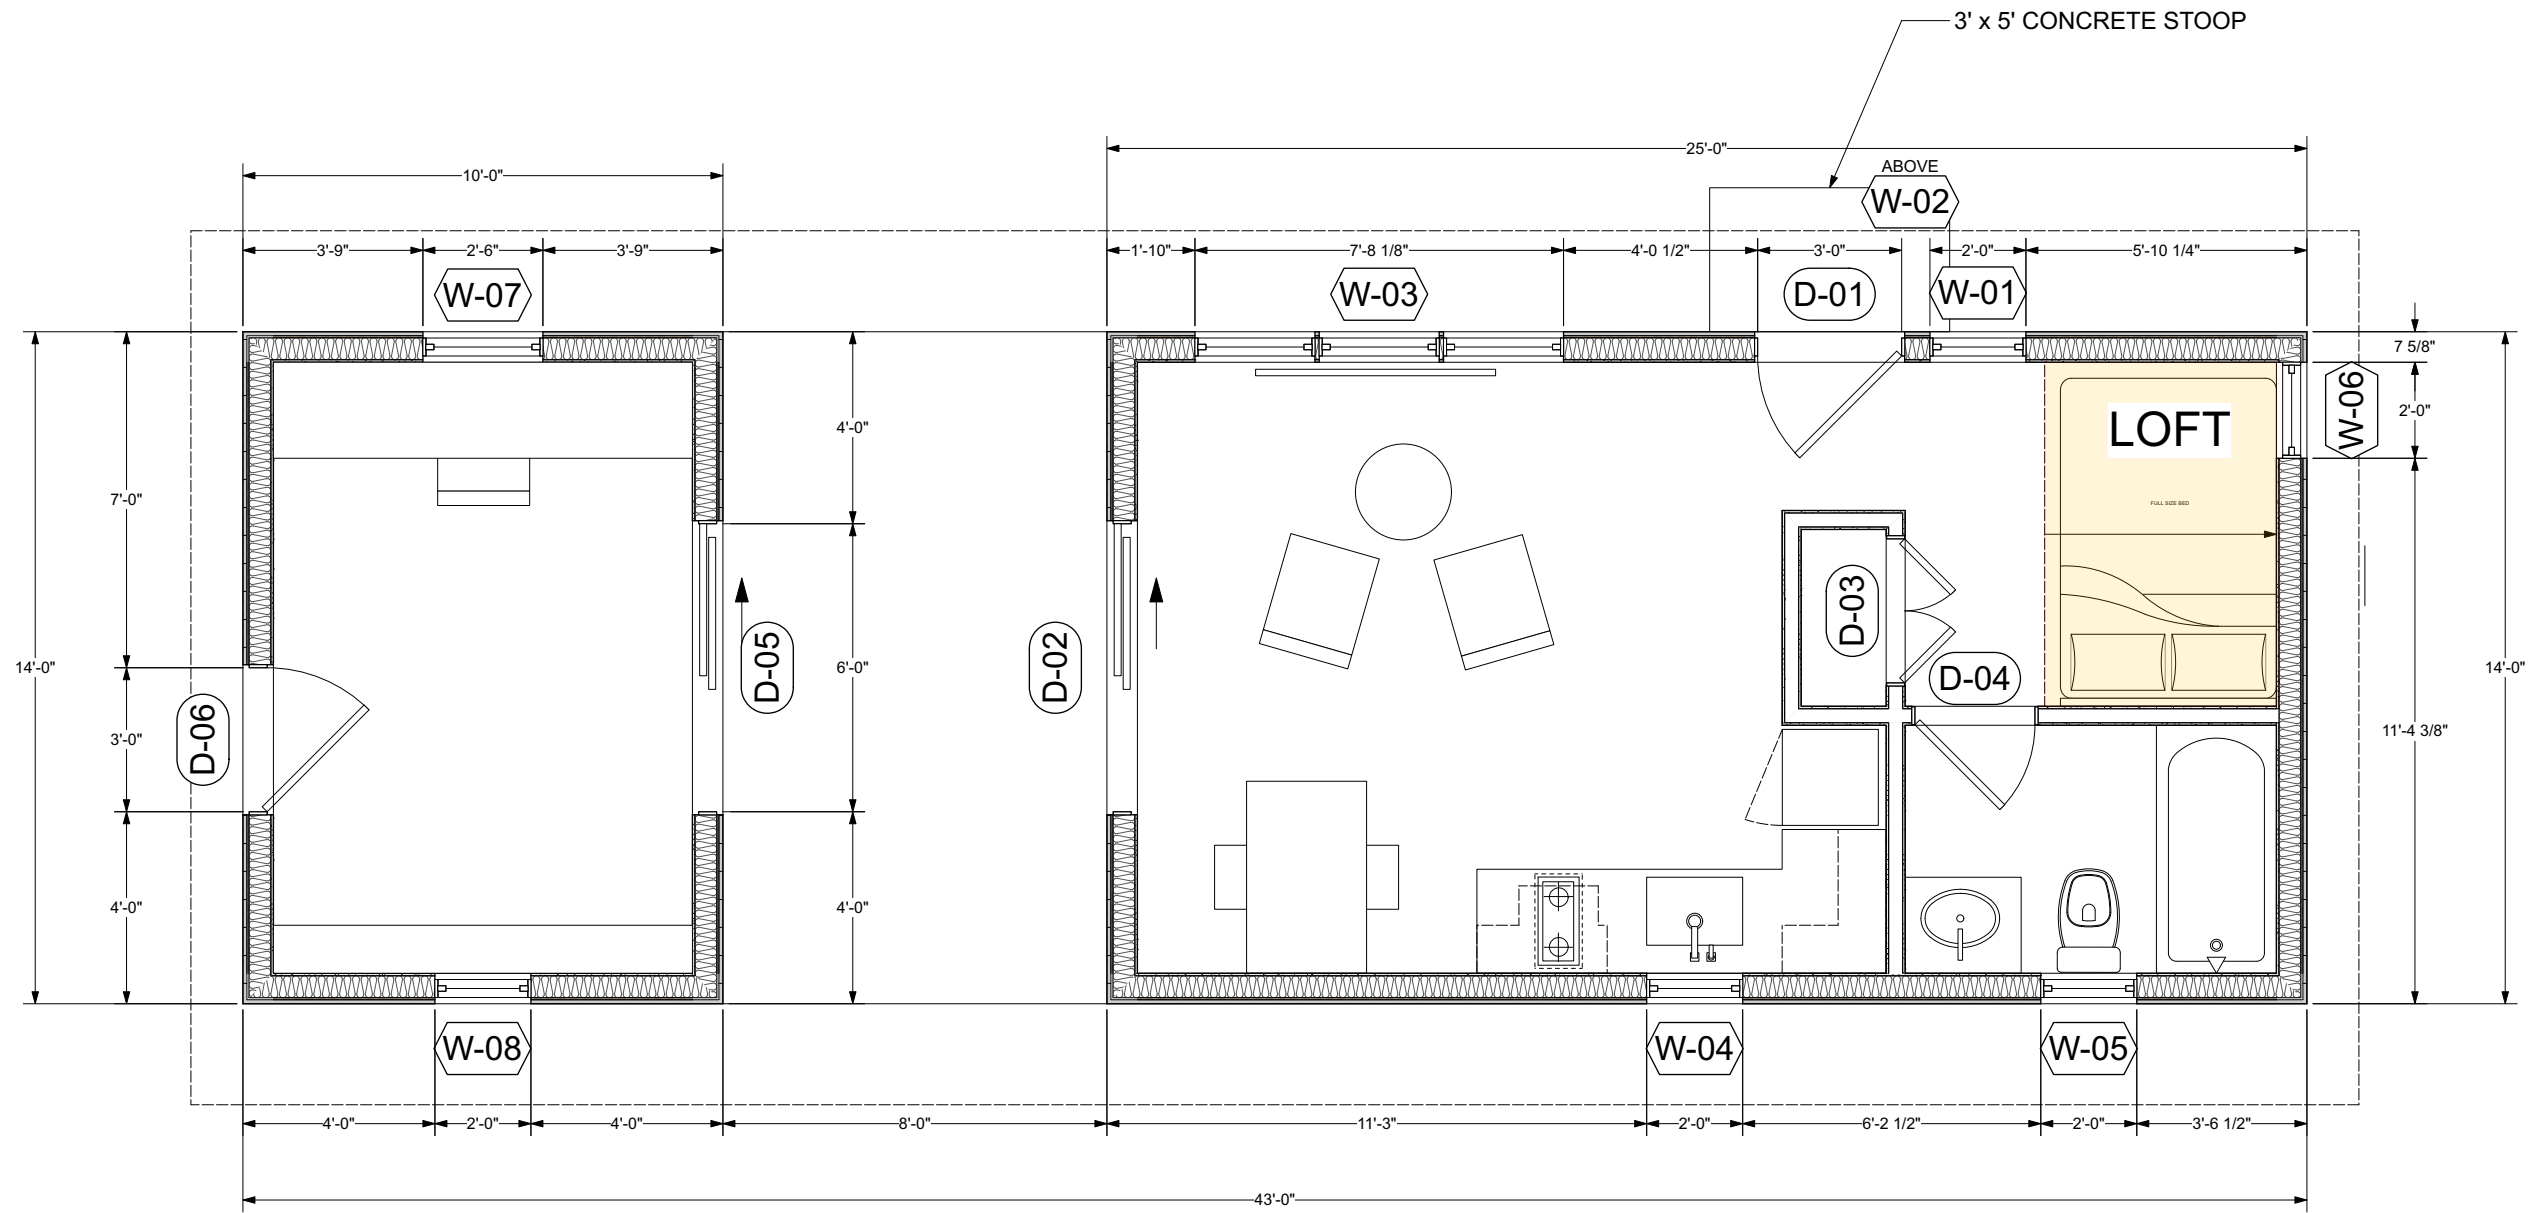 3' x 5' CONCRETE STOOP
25'-0"
10'-0"
ABOVE
W-02
3'-9"
2'-6"
3'-9"
1'-10"
7'-8 1/8"
4'-0 1/2"
3'-0"
2'-0"
5'-10 1/4"
W-07
W-03
D-01
W-01
7 5/8"
W-06
2'-0"
LOFT
4'-0"
7'-0"
FULL SIZE BED
D-03
14'-0"
D-05
6'-0"
D-02
D-04
14'-0"
D-06
3'-0"
11'-4 3/8"
4'-0"
4'-0"
W-08
W-04
W-05
4'-0"
2'-0"
4'-0"
8'-0"
11'-3"
2'-0"
6'-2 1/2"
2'-0"
3'-6 1/2"
43'-0"